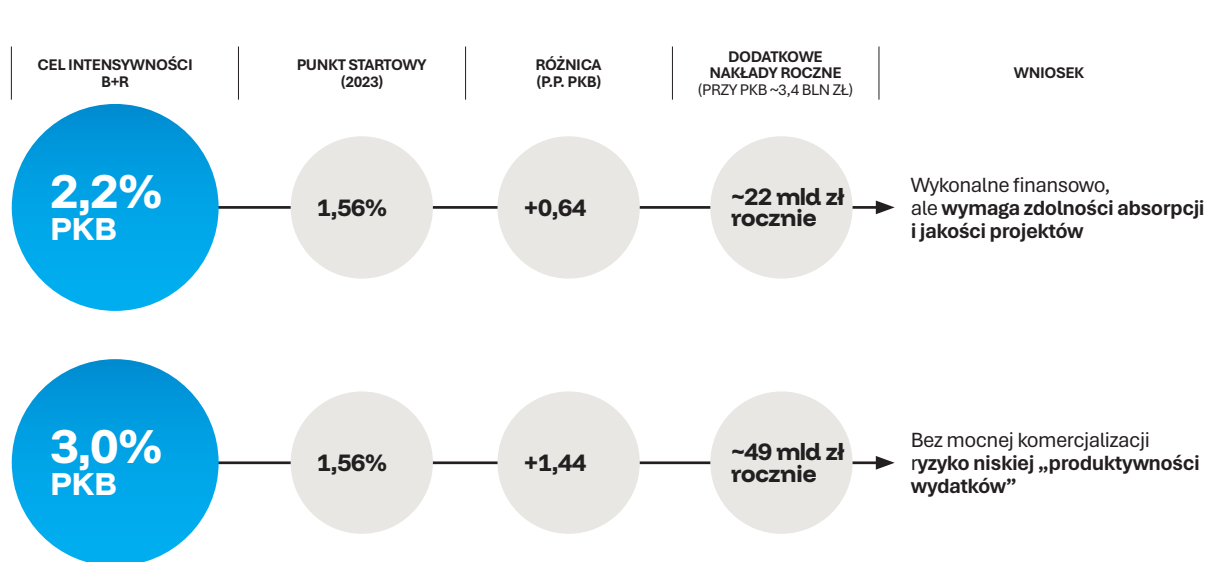 CEL INTENSYWNOŚCI
B+R
PUNKT STARTOWY
(2023)
RÓŻNICA
(P.P. PKB)
DODATKOWE
NAKŁADY ROCZNE
(PRZY PKB ~3,4 BLN ZŁ)
WNIOSEK
2,2%
PKB
1,56%
+0,64
~22 mld zł
rocznie
Wykonalne finansowo,
ale wymaga zdolności absorpcji
i jakości projektów
3,0%
PKB
1,56%
+1,44
~49 mld zł
rocznie
Bez mocnej komercjalizacji
ryzyko niskiej „produktywności
wydatków”